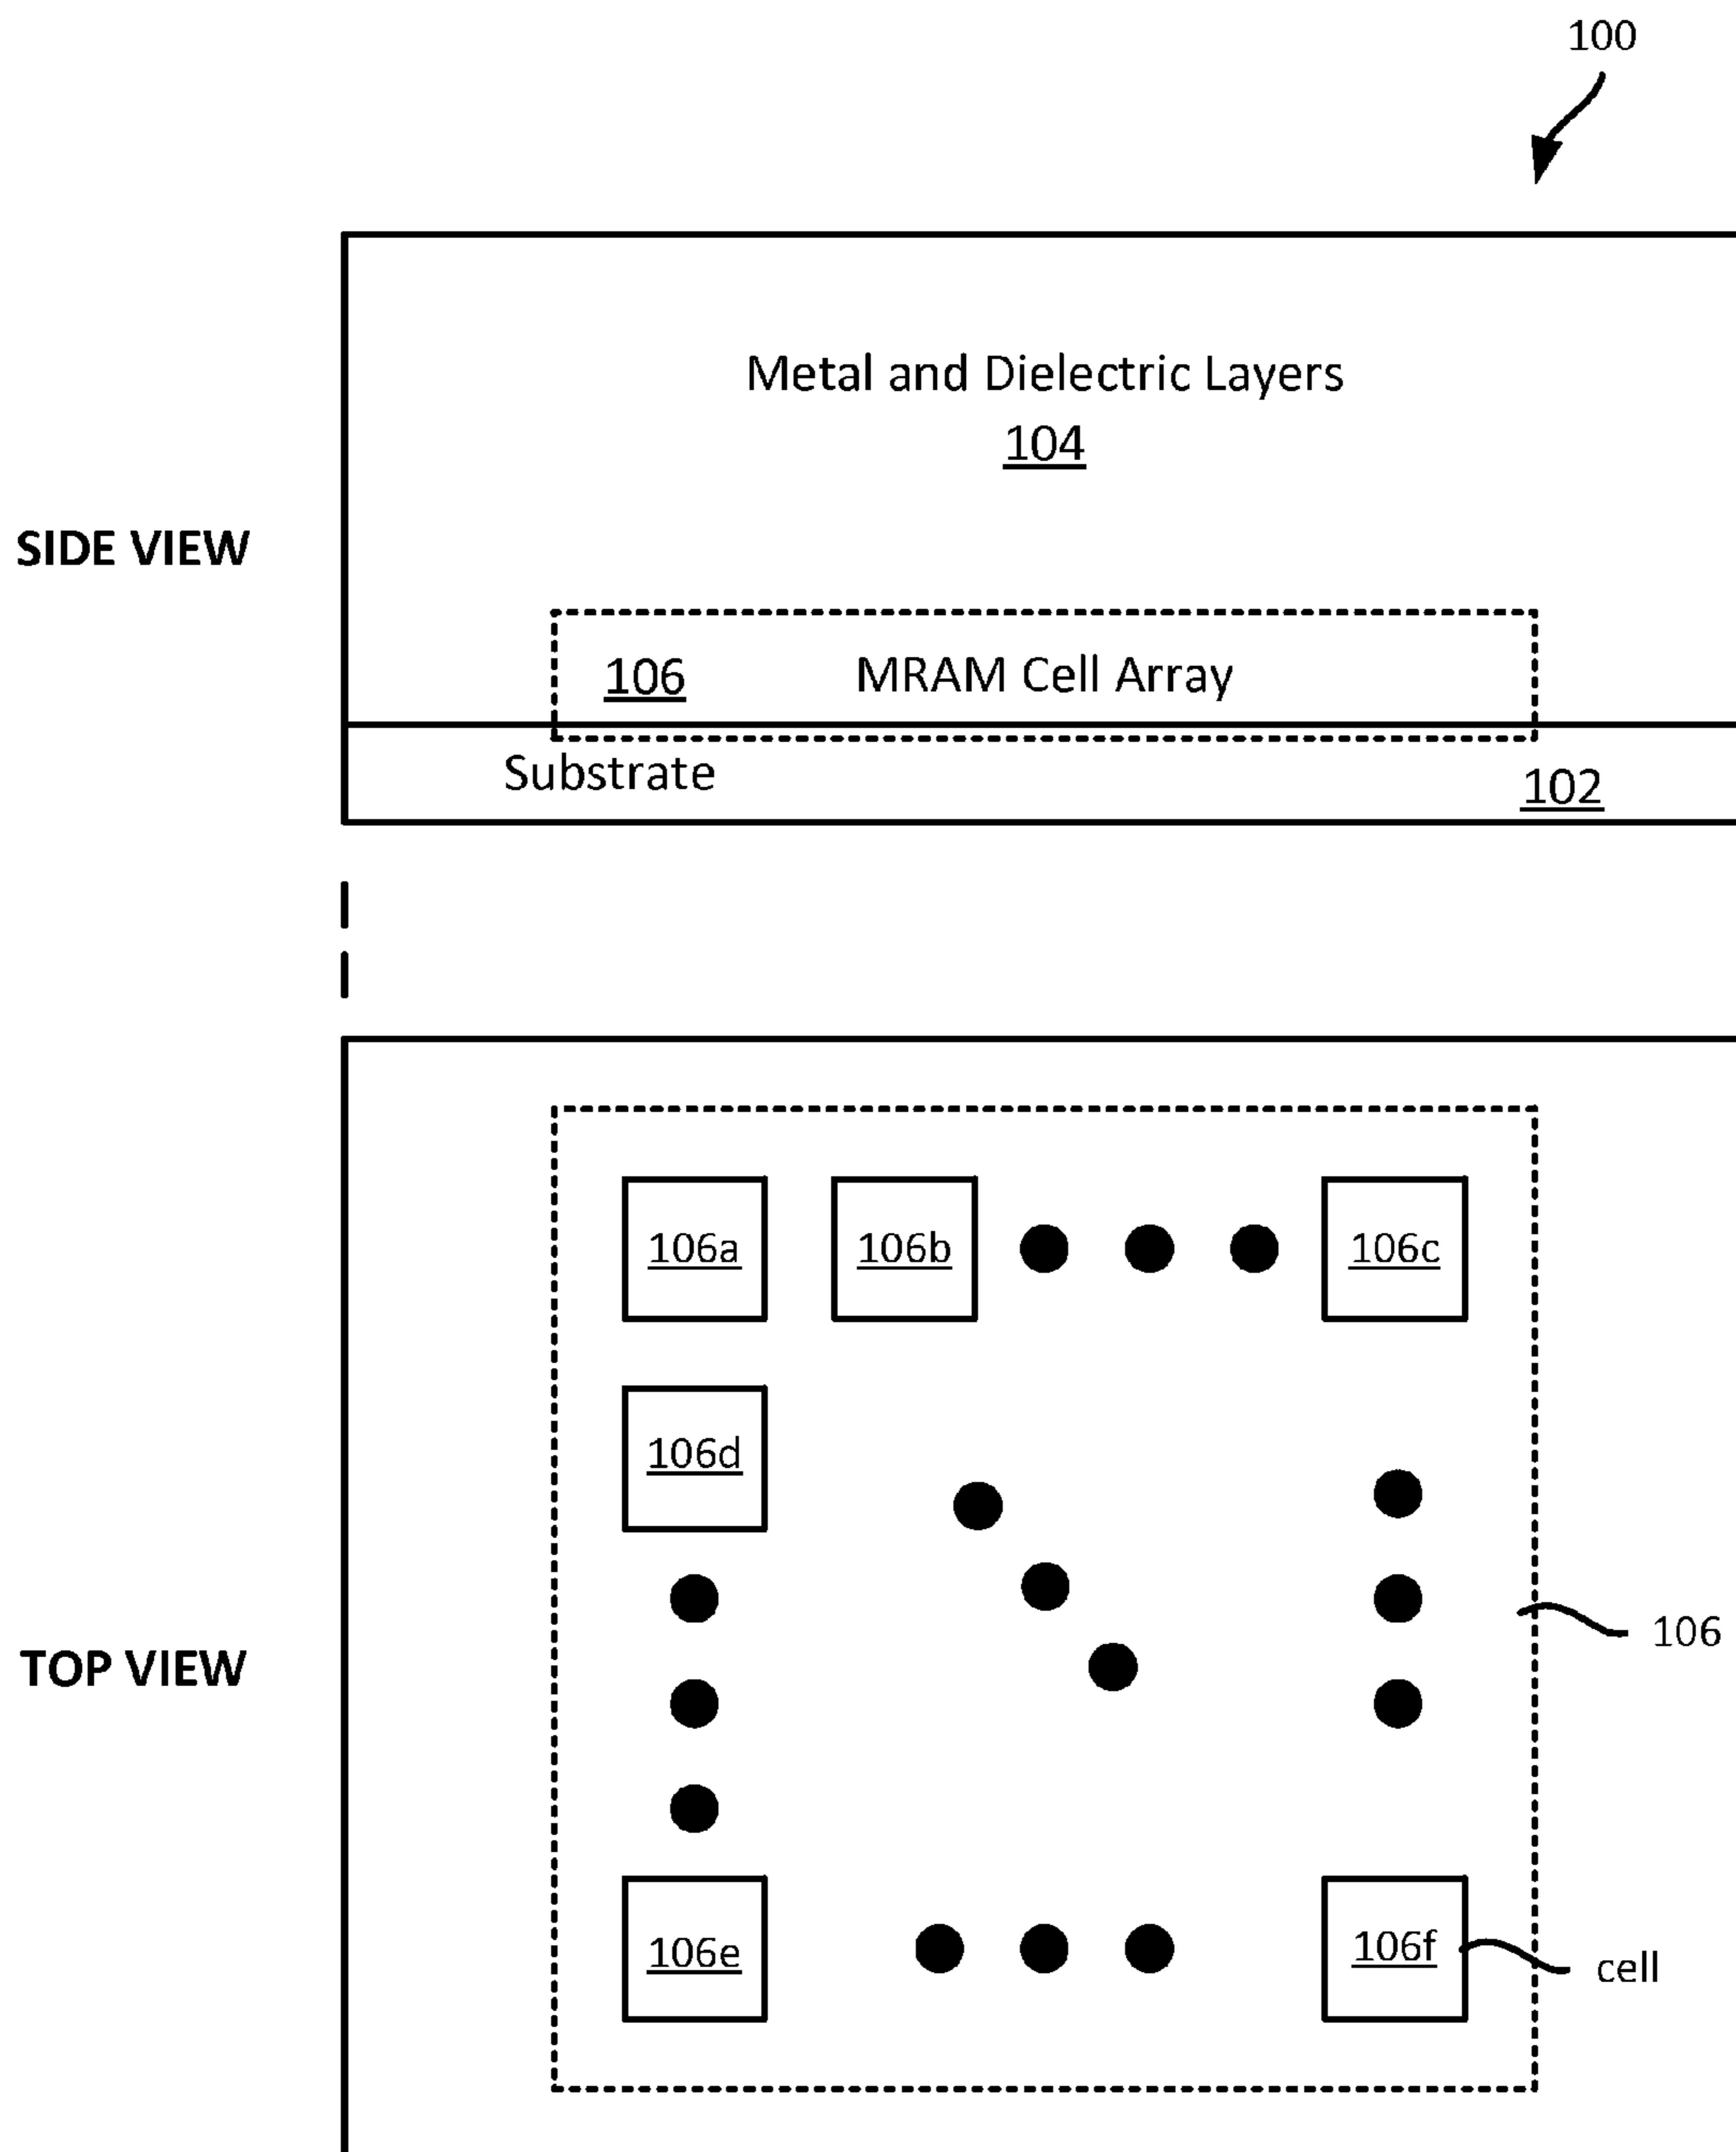 100
Metal and Dielectric Layers
104
SIDE VIEW
106 MRAM Cell Array
Substrate
102
106a 106b 106c
106d
106
TOP VIEW
106e 106f
cell